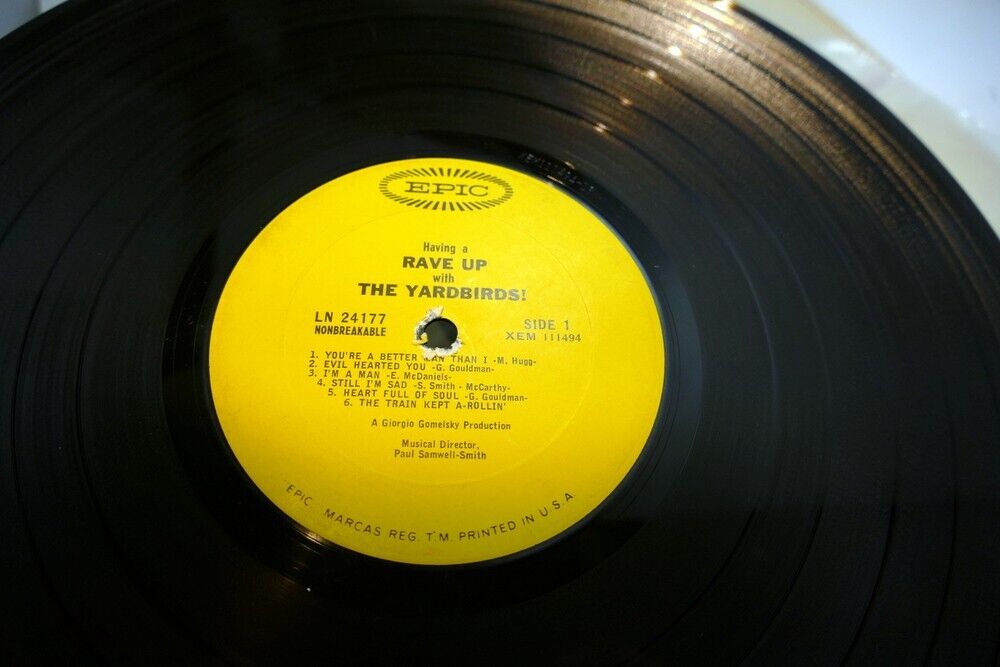 EPIC
Having a
RAVE UP
with
THE YARDBIRDS!
LN 24177
NONBREAKABLE
SIDE 1
XEM 111494
1. YOU'RE A BETTER MAN THAN I -M. Hugg-
2. EVIL HEARTED YOU -G. Gouldman-
3. I'M A MAN -E. McDaniels-
4. STILL I'M SAD -S. Smith - McCarthy-
5. HEART FULL OF SOUL -G. Gouldman-
6. THE TRAIN KEPT A-ROLLIN'
A Giorgio Gomelsky Production
Musical Director,
Paul Samwell-Smith
"EPIC" MARCAS REG. T.M. PRINTED IN U.S.A.